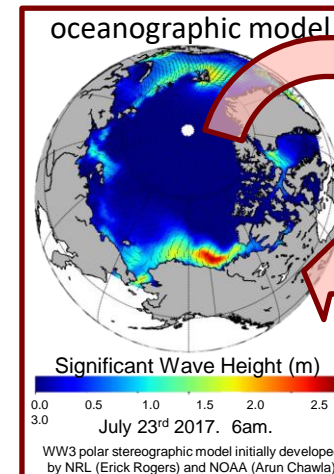 oceanographic model
Significant Wave Height (m)
0.0 0.5 1.0 1.5 2.0 2.5
3.0
July 23rd 2017. 6am.
WW3 polar stereographic model initially develope
by NRL (Erick Rogers) and NOAA (Arun Chawla)